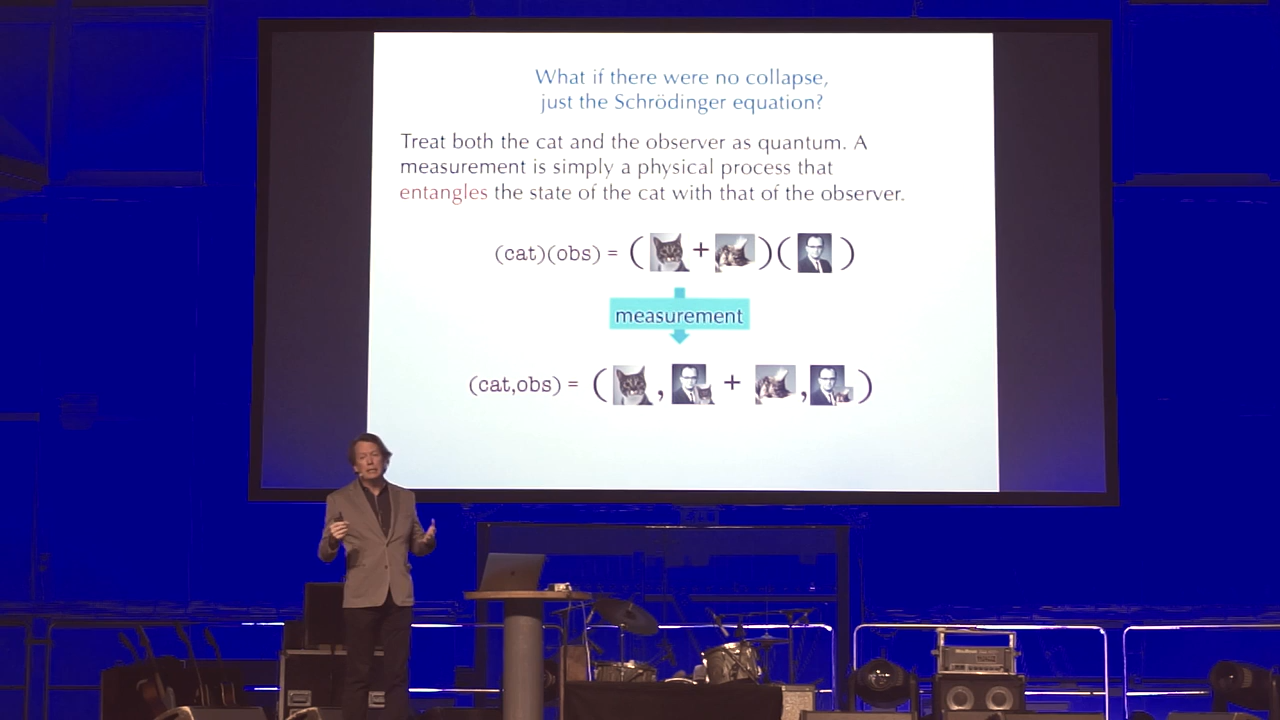 What if there were no collapse,
just the Schrödinger equation?
Treat both the cat and the observer as quantum. A
measurement is simply a physical process that
entangles the state of the cat with that of the observer.
(cat)(obs) = ( + )( )
measurement
(cat,obs) = ( , + , )